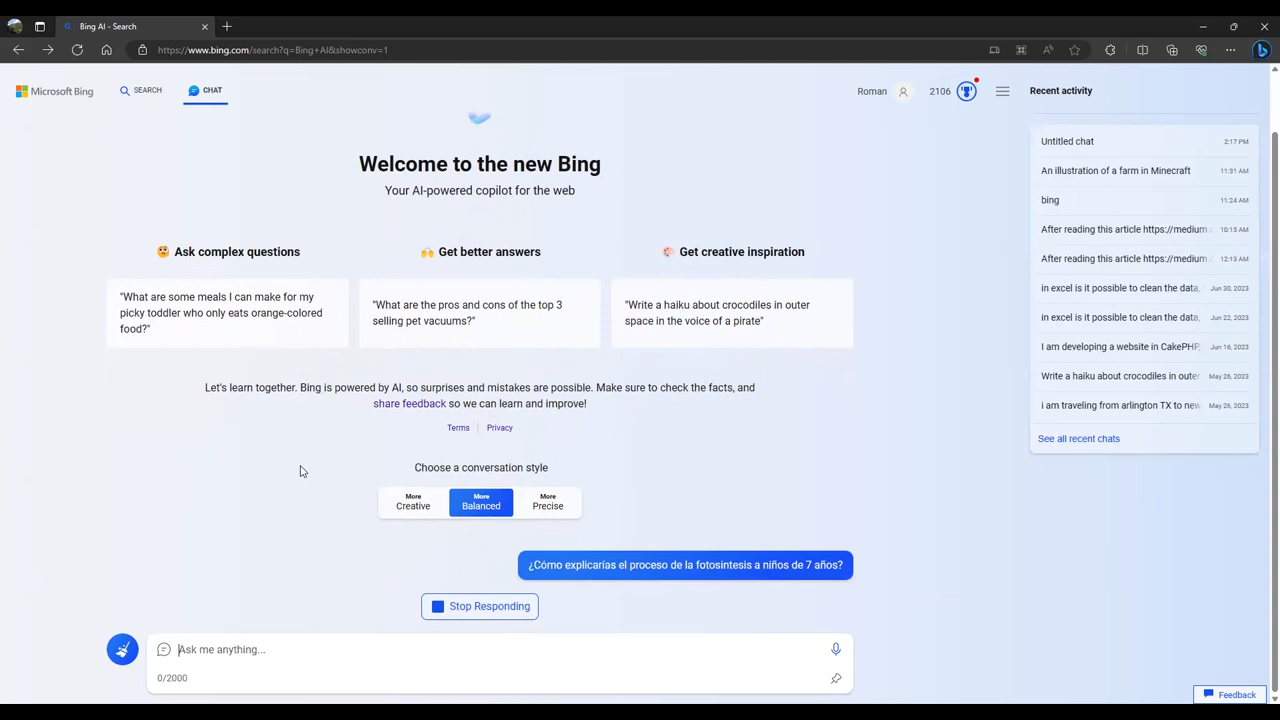 Bing AI - Search
https://www.bing.com/search?q=Bing+AI&showconv=1
Microsoft Bing
SEARCH
CHAT
Roman
2106
Welcome to the new Bing
Your AI-powered copilot for the web
Ask complex questions
Get better answers
Get creative inspiration
"What are some meals I can make for my
picky toddler who only eats orange-colored
food?"
"What are the pros and cons of the top 3
selling pet vacuums?"
"Write a haiku about crocodiles in outer
space in the voice of a pirate"
Let's learn together. Bing is powered by AI, so surprises and mistakes are possible. Make sure to check the facts, and
share feedback so we can learn and improve!
Terms
Privacy
Choose a conversation style
More
Creative
More
Balanced
More
Precise
¿Cómo explicarías el proceso de la fotosintesis a niños de 7 años?
Stop Responding
Ask me anything...
0/2000
Recent activity
Untitled chat 2:17 PM
An illustration of a farm in Minecraft 11:31 AM
bing 11:24 AM
After reading this article https://medium. 10:15 AM
After reading this article https://medium. 12:13 AM
in excel is it possible to clean the data, Jun 30, 2023
in excel is it possible to clean the data, Jun 22, 2023
I am developing a website in CakePHP, Jun 16, 2023
Write a haiku about crocodiles in outer May 26, 2023
i am traveling from arlington TX to new May 26, 2023
See all recent chats
Feedback